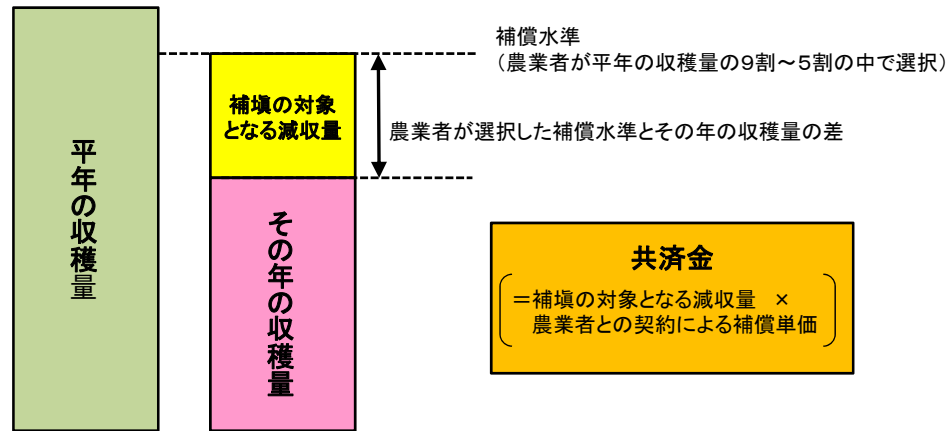 平年の収穫量
補塡の対象
となる減収量
その年の収穫量
補償水準
（農業者が平年の収穫量の９割～５割の中で選択）
農業者が選択した補償水準とその年の収穫量の差
共済金
＝補塡の対象となる減収量　×
農業者との契約による補償単価